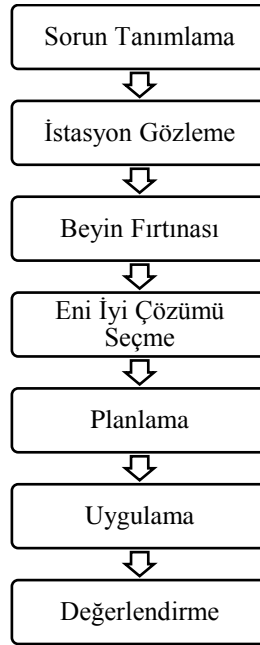 Sorun Tanımlama
İstasyon Gözleme
Beyin Fırtınası
Eni İyi Çözümü
Seçme
Planlama
Uygulama
Değerlendirme